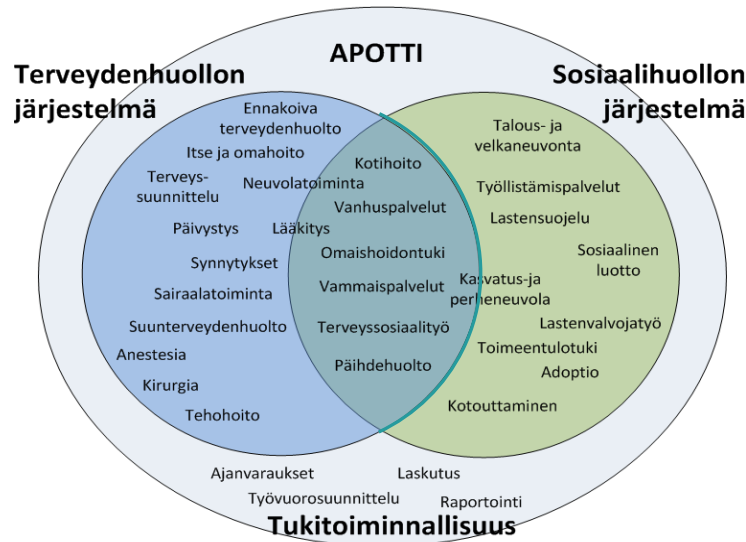 APOTTI
Terveydenhuollon
järjestelmä
Sosiaalihuollon
järjestelmä
Ennakoiva
terveydenhuolto
Itse ja omahoito
Terveys-
suunnittelu
Neuvolatoiminta
Päivystys
Lääkitys
Synnytykset
Sairaalatoiminta
Suunterveydenhuolto
Anestesia
Kirurgia
Tehohoito
Kotihoito
Vanhuspalvelut
Omaishoidontuki
Vammaispalvelut
Terveyssosiaalityö
Päihdehuolto
Talous- ja
velkaneuvonta
Työllistämispalvelut
Lastensuojelu
Sosiaalinen
luotto
Kasvatus-ja
perheneuvola
Lastenvalvojatyö
Toimeentulotuki
Adoptio
Kotouttaminen
Ajanvaraukset
Laskutus
Työvuorosuunnittelu
Raportointi
Tukitoiminnallisuus